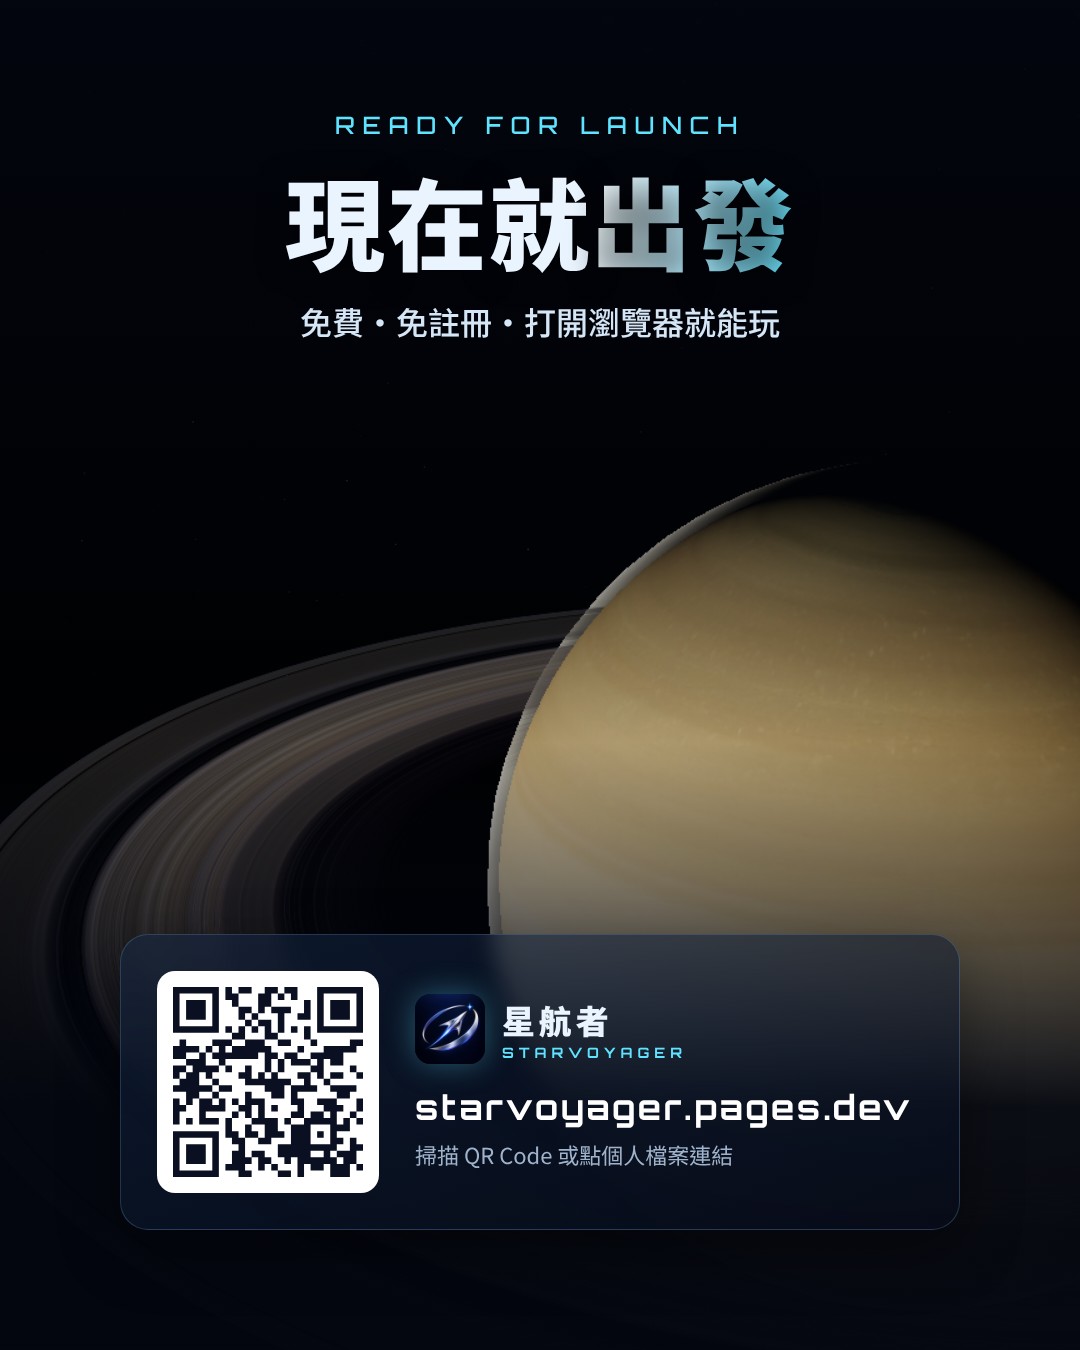 READY FOR LAUNCH
現在就出發
免費・免註冊・打開瀏覽器就能玩
星航者
STARVOYAGER
starvoyager.pages.dev
掃描 QR Code 或點個人檔案連結